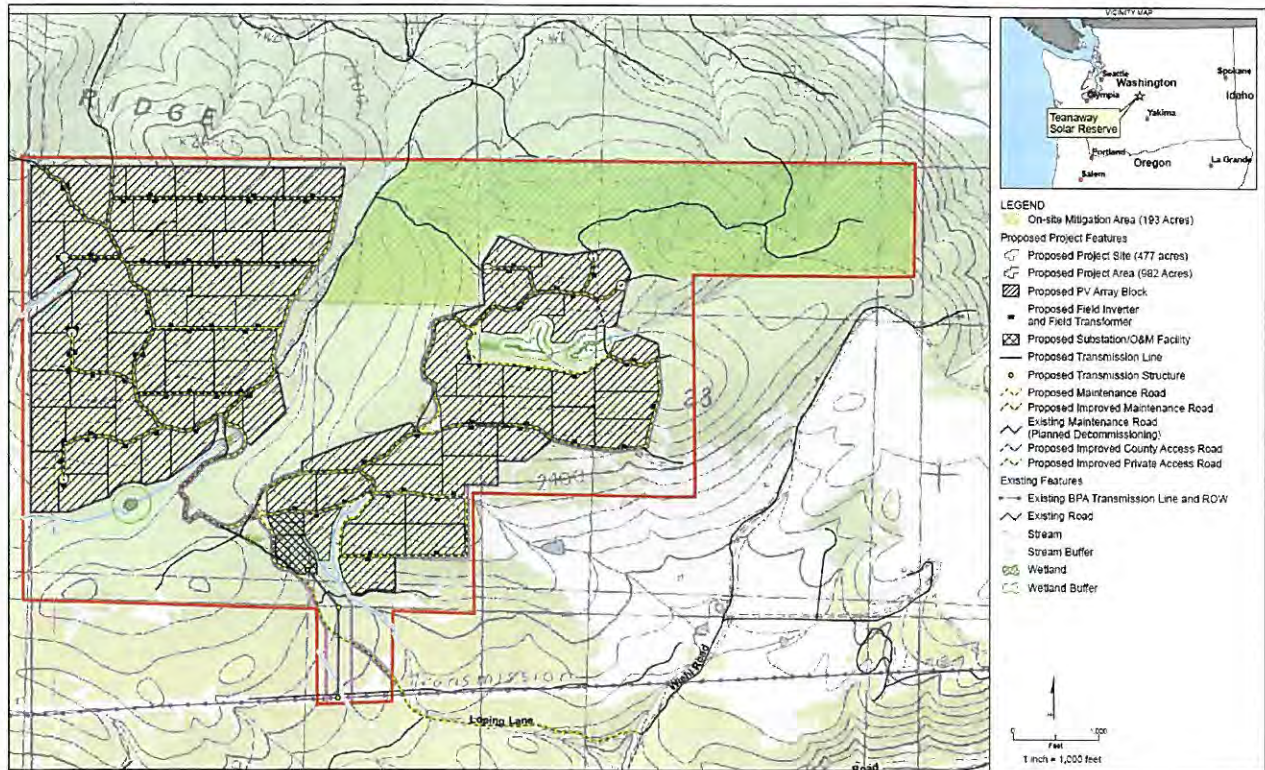 RIDGE
23
2400
Transmission
Loping Lane
Wiehl Road
Road
VICINITY MAP
Seattle
Washington
Spokane
Olympia
Idaho
Teanaway
Solar Reserve
Yakima
Portland
Oregon
La Grande
Salem
LEGEND
On-site Mitigation Area (193 Acres)
Proposed Project Features
Proposed Project Site (477 acres)
Proposed Project Area (982 Acres)
Proposed PV Array Block
Proposed Field Inverter
and Field Transformer
Proposed Substation/O&M Facility
Proposed Transmission Line
Proposed Transmission Structure
Proposed Maintenance Road
Proposed Improved Maintenance Road
Existing Maintenance Road
(Planned Decommissioning)
Proposed Improved County Access Road
Proposed Improved Private Access Road
Existing Features
Existing BPA Transmission Line and ROW
Existing Road
Stream
Stream Buffer
Wetland
Wetland Buffer
0 1,000
Feet
1 inch = 1,000 feet